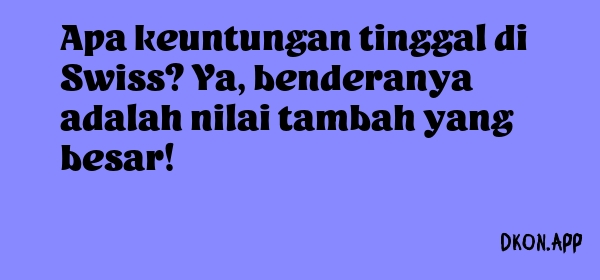 Apa keuntungan tinggal di
Swiss? Ya, benderanya
adalah nilai tambah yang
besar!
DKON.APP